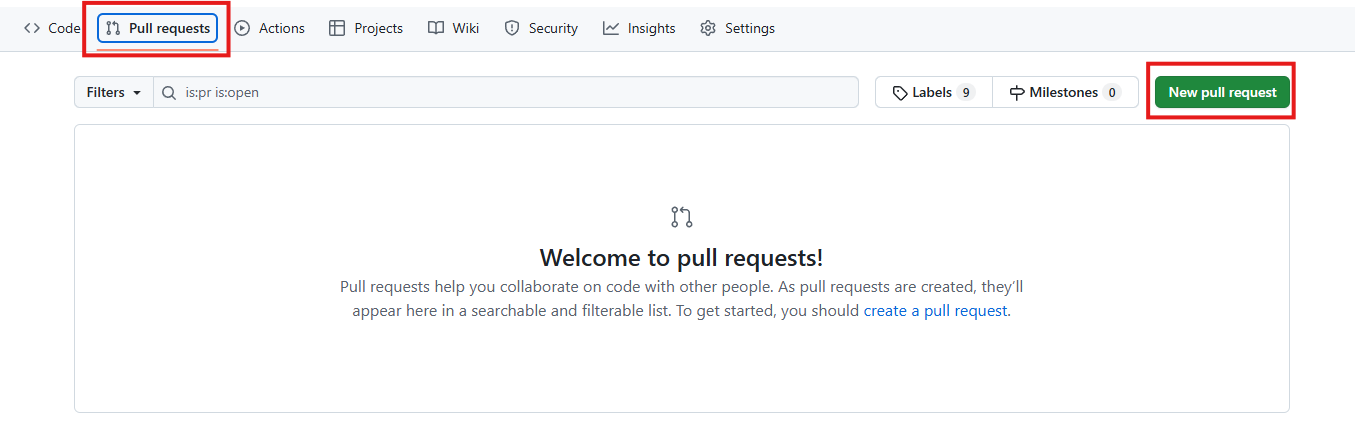 Code Pull requests Actions Projects Wiki Security Insights Settings
Filters is:pr is:open Labels 9 Milestones 0 New pull request
Welcome to pull requests!
Pull requests help you collaborate on code with other people. As pull requests are created, they’ll
appear here in a searchable and filterable list. To get started, you should create a pull request.